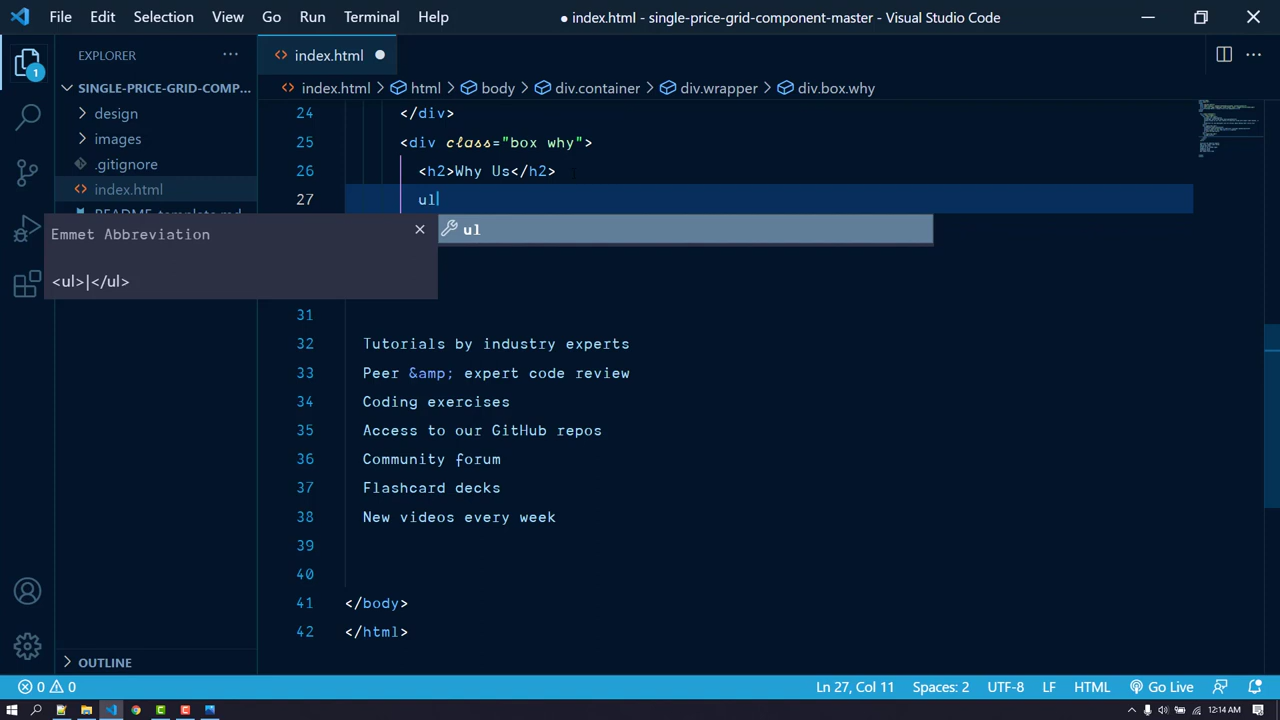 File Edit Selection View Go Run Terminal Help
● index.html - single-price-grid-component-master - Visual Studio Code
EXPLORER
index.html
SINGLE-PRICE-GRID-COMP...
index.html > html > body > div.container > div.wrapper > div.box.why
design
images
.gitignore
index.html
README-template.md
24 </div>
25 <div class="box why">
26 <h2>Why Us</h2>
27 ul
ul
Emmet Abbreviation
<ul>|</ul>
31
32 Tutorials by industry experts
33 Peer &amp; expert code review
34 Coding exercises
35 Access to our GitHub repos
36 Community forum
37 Flashcard decks
38 New videos every week
39
40
41 </body>
42 </html>
OUTLINE
1
0 0 Ln 27, Col 11 Spaces: 2 UTF-8 LF HTML Go Live
12:14 AM